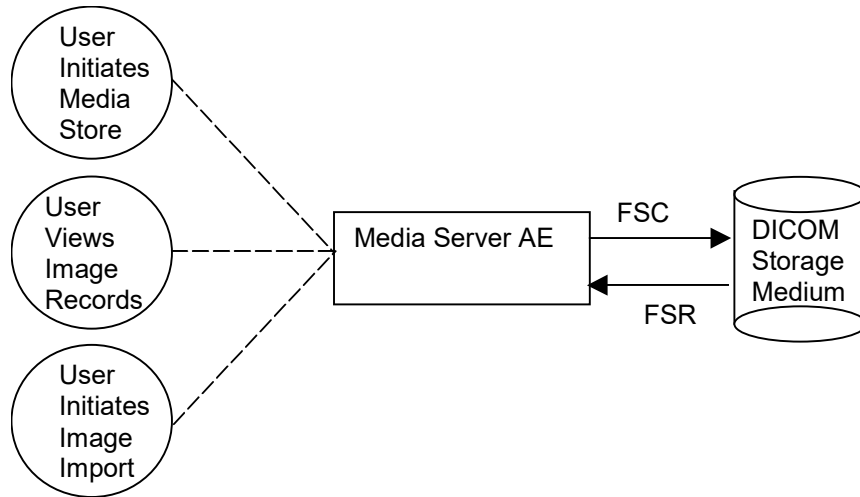 User
Initiates
Media
Store
User
Views
Image
Records
User
Initiates
Image
Import
Media Server AE
FSC
FSR
DICOM
Storage
Medium